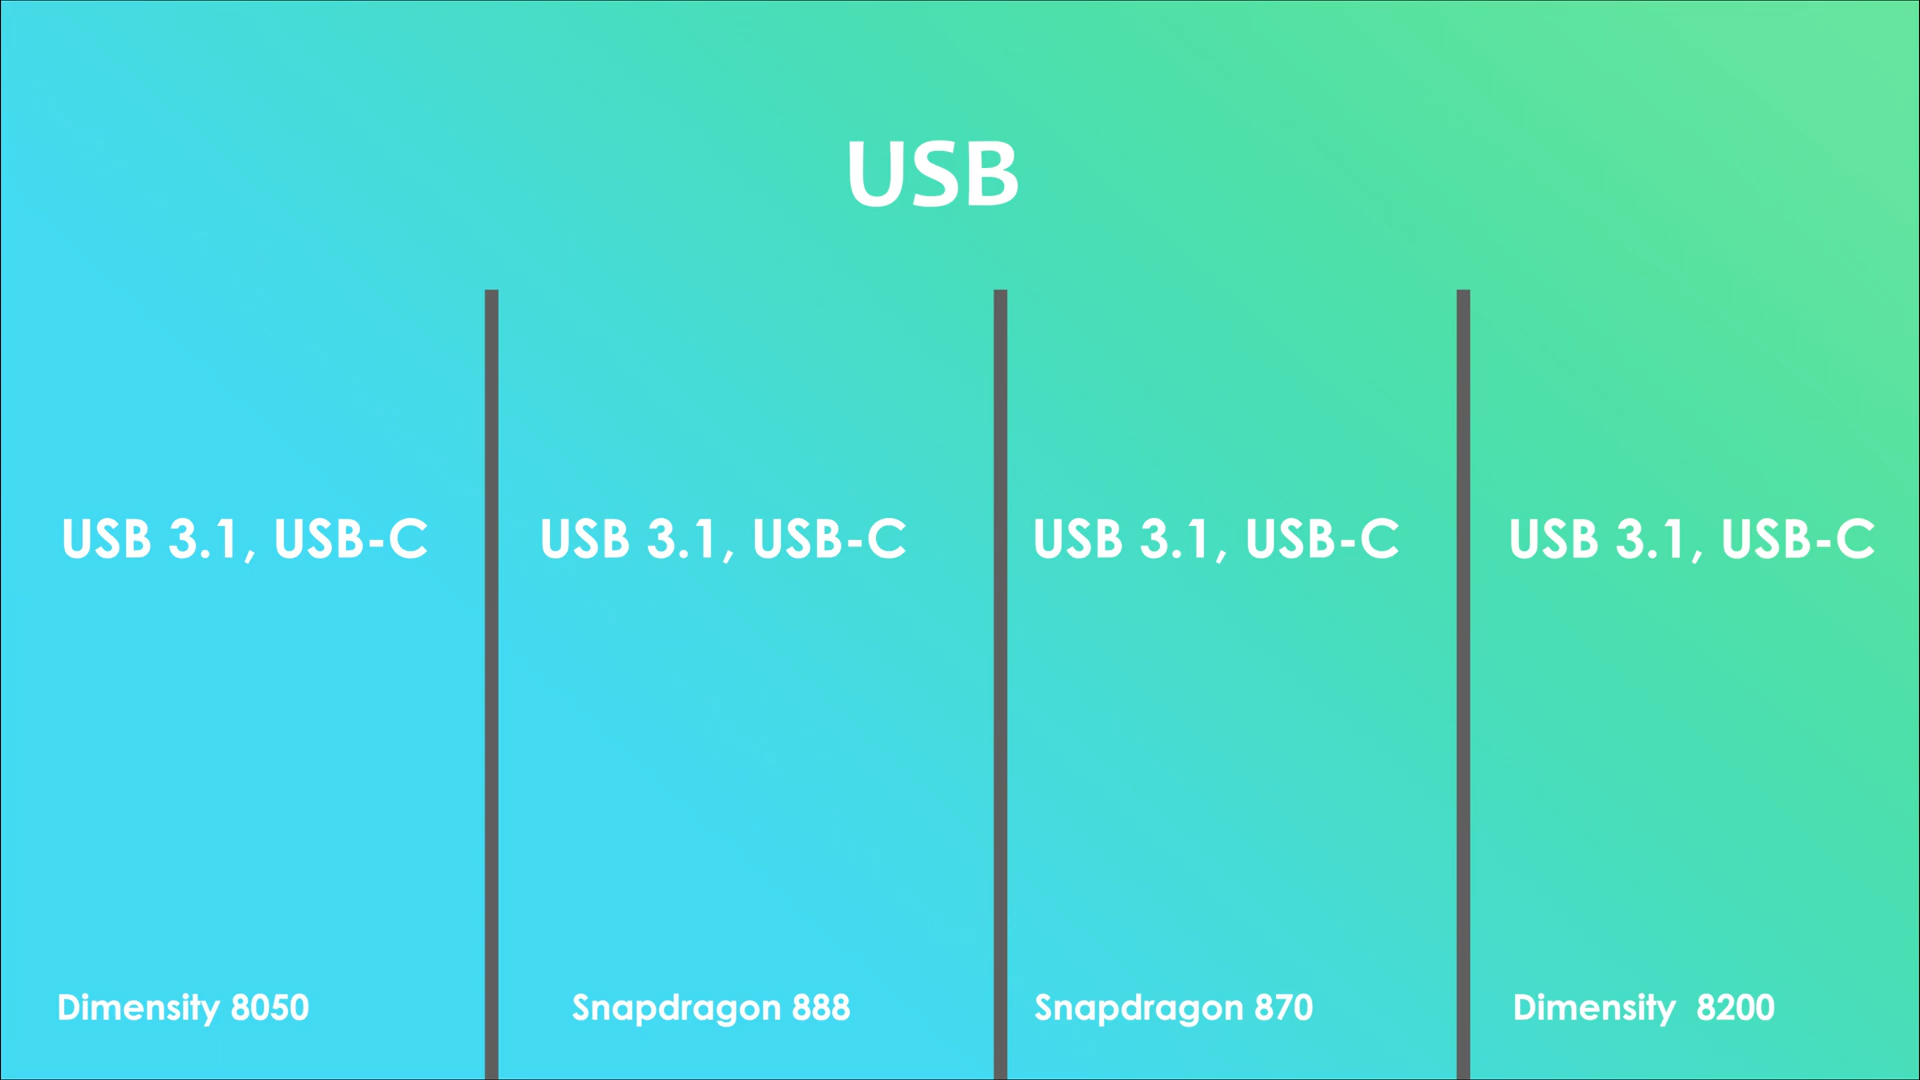 USB
USB 3.1, USB-C
USB 3.1, USB-C
USB 3.1, USB-C
USB 3.1, USB-C
Dimensity 8050
Snapdragon 888
Snapdragon 870
Dimensity  8200